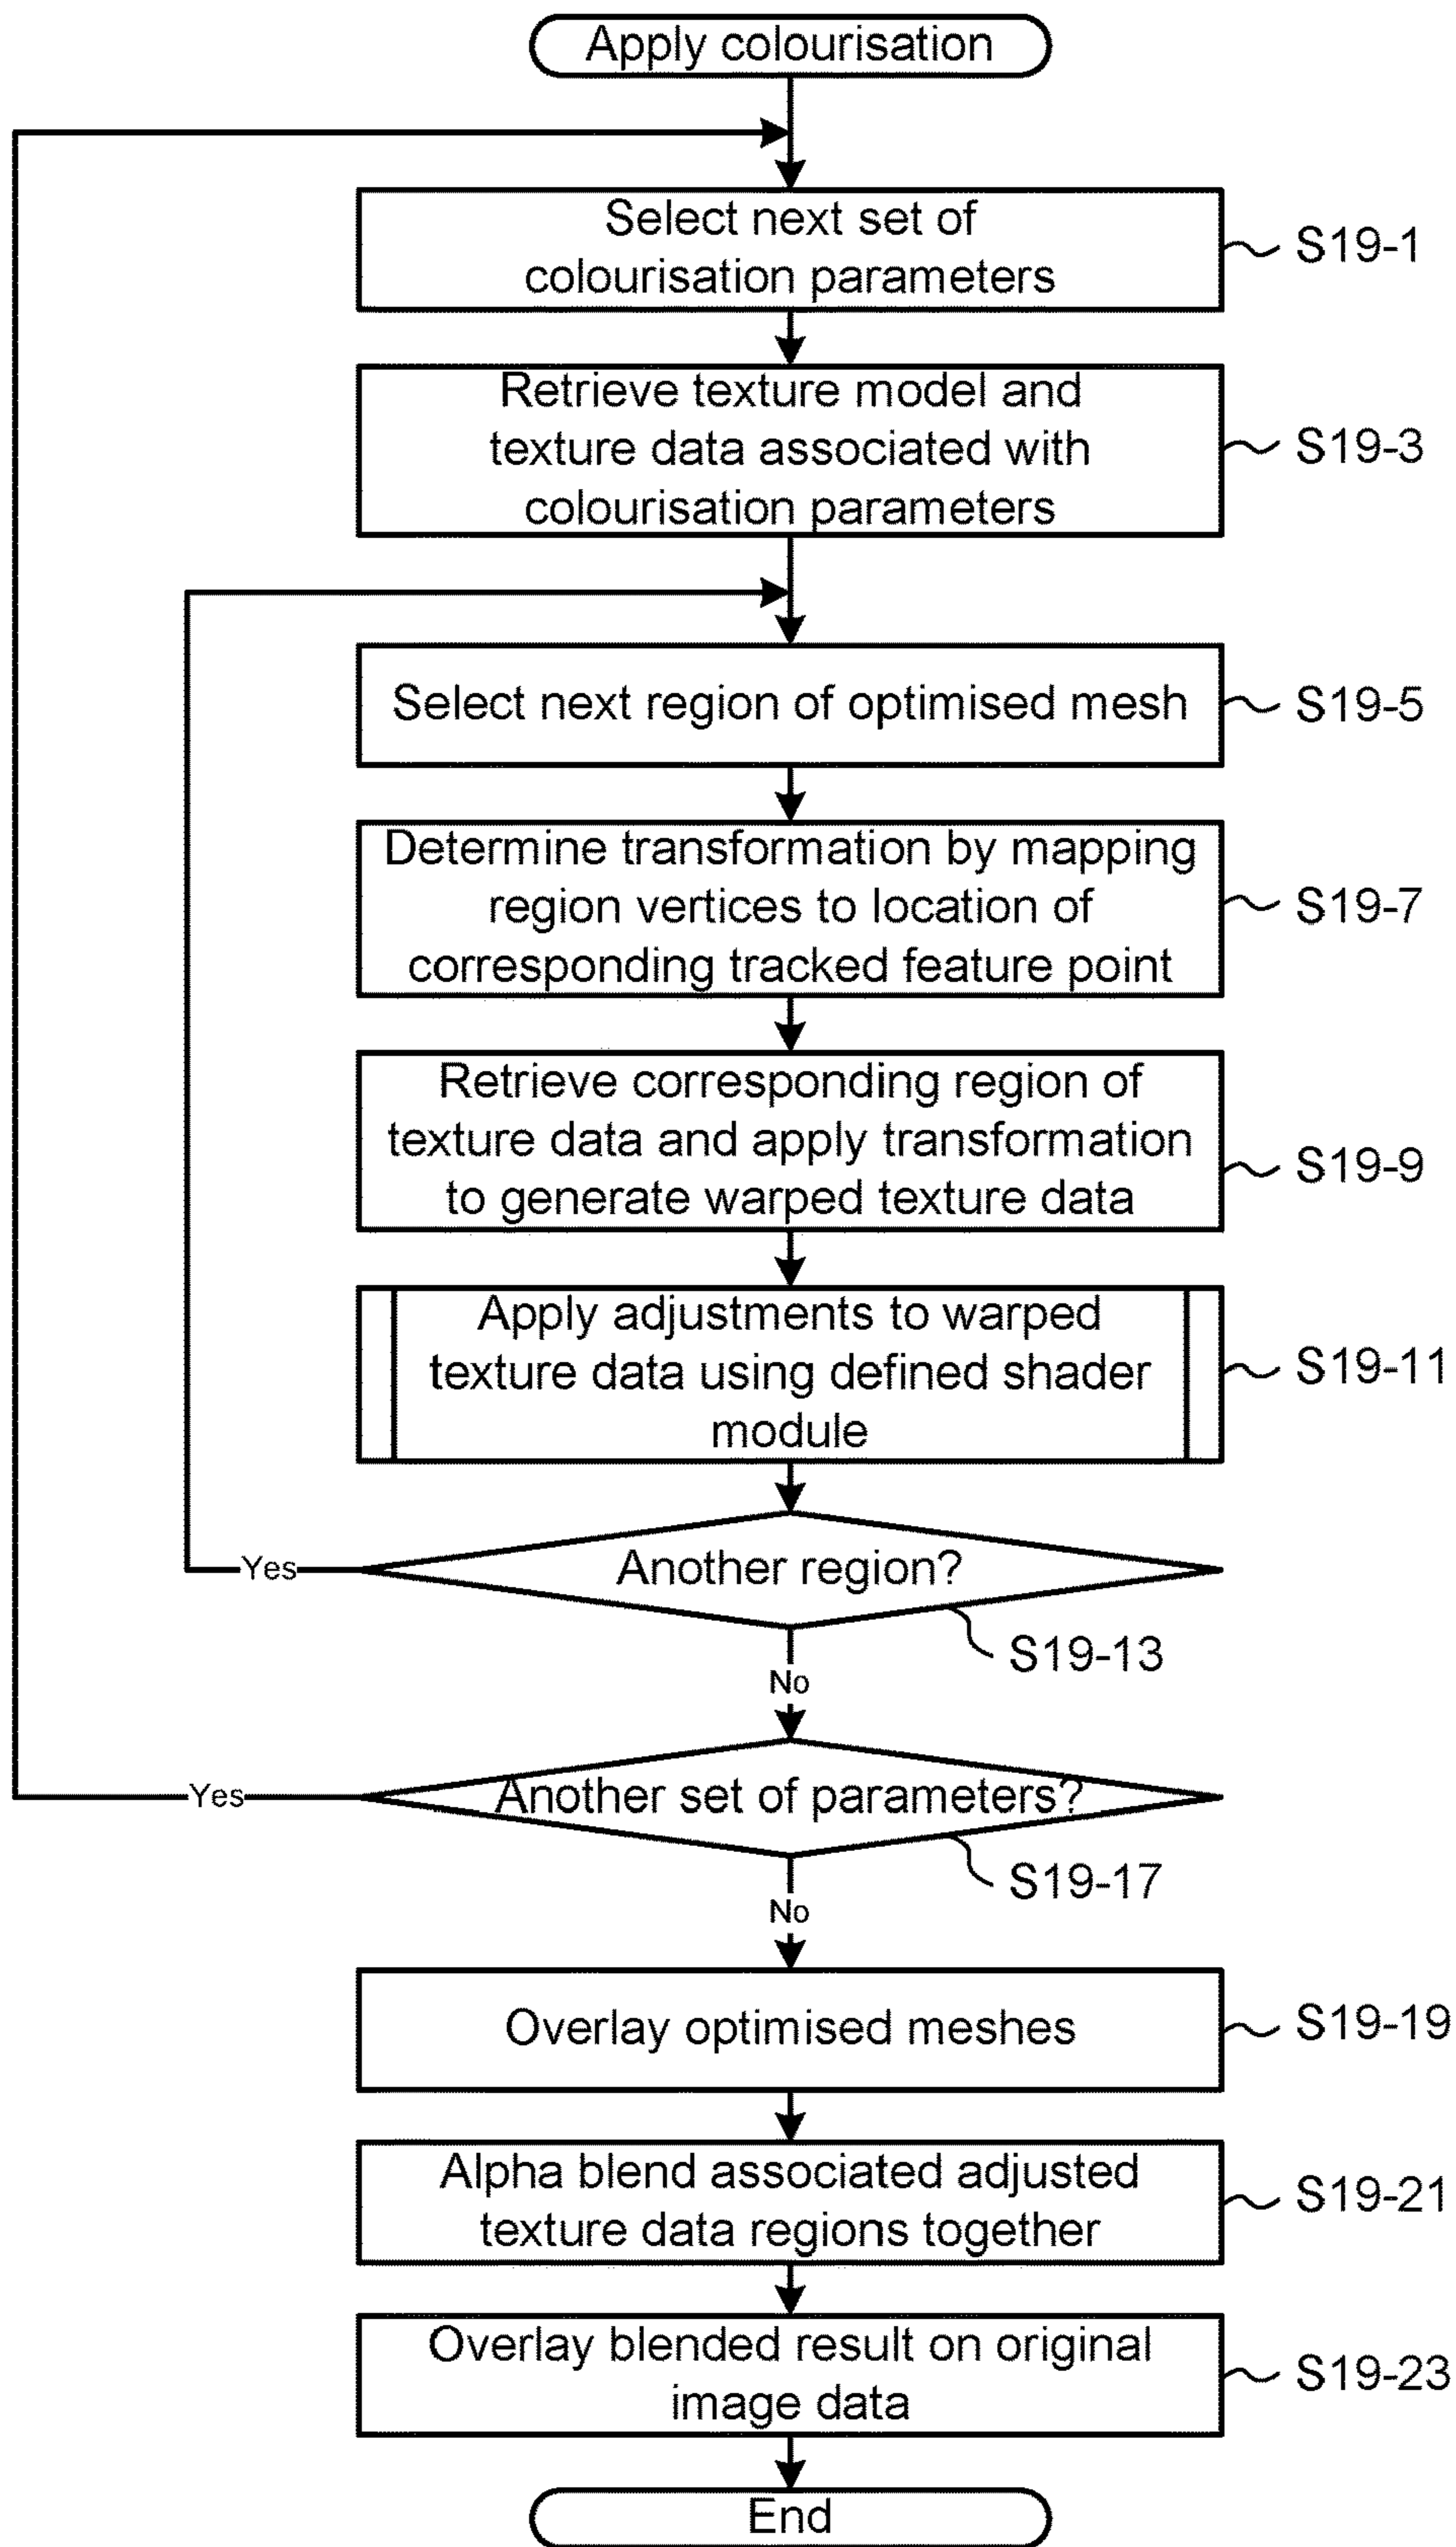 Apply colourisation
Select next set of
colourisation parameters
S19-1
Retrieve texture model and
texture data associated with
colourisation parameters
S19-3
Select next region of optimised mesh
S19-5
Determine transformation by mapping
region vertices to location of
corresponding tracked feature point
S19-7
Retrieve corresponding region of
texture data and apply transformation
to generate warped texture data
S19-9
Apply adjustments to warped
texture data using defined shader
module
S19-11
Another region?
Yes
S19-13
No
Another set of parameters?
Yes
S19-17
No
Overlay optimised meshes
S19-19
Alpha blend associated adjusted
texture data regions together
S19-21
Overlay blended result on original
image data
S19-23
End